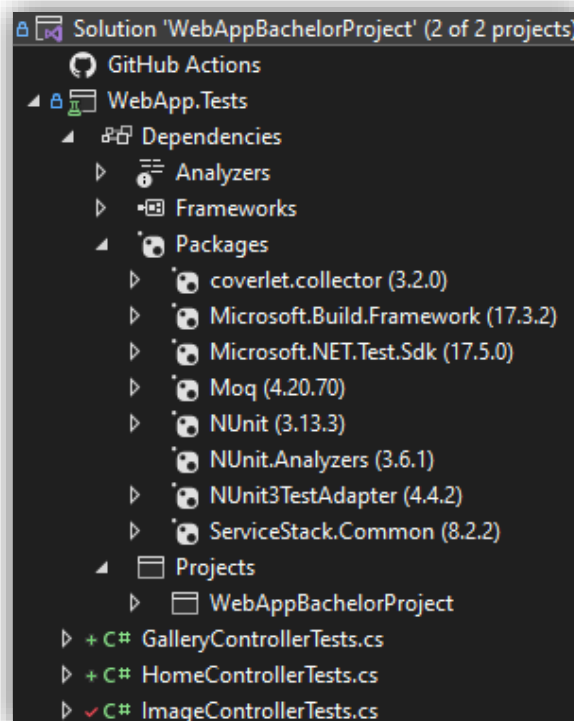 Solution 'WebAppBachelorProject' (2 of 2 projects)
GitHub Actions
WebApp.Tests
Dependencies
Analyzers
Frameworks
Packages
coverlet.collector (3.2.0)
Microsoft.Build.Framework (17.3.2)
Microsoft.NET.Test.Sdk (17.5.0)
Moq (4.20.70)
NUnit (3.13.3)
NUnit.Analyzers (3.6.1)
NUnit3TestAdapter (4.4.2)
ServiceStack.Common (8.2.2)
Projects
WebAppBachelorProject
+ C# GalleryControllerTests.cs
+ C# HomeControllerTests.cs
C# ImageControllerTests.cs